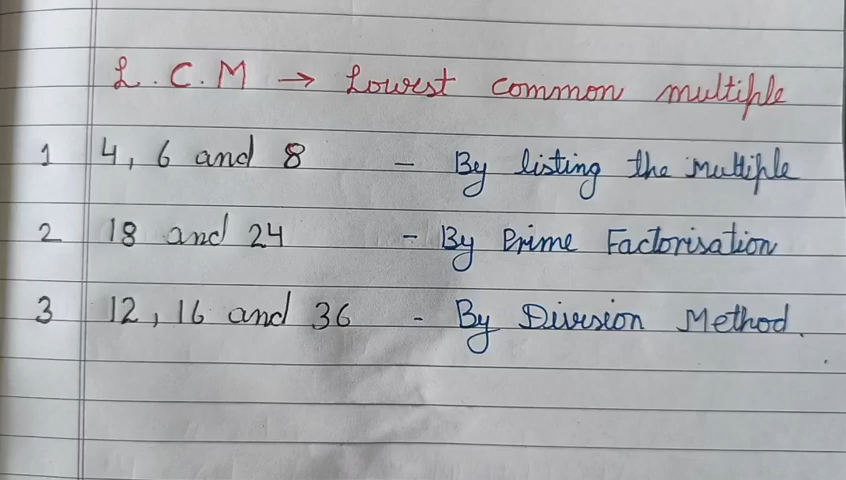 L.C.M → Lowest common multiple
1 4, 6 and 8 - By listing the multiple
2 18 and 24 - By Prime Factorisation
3 12, 16 and 36 - By Division Method.